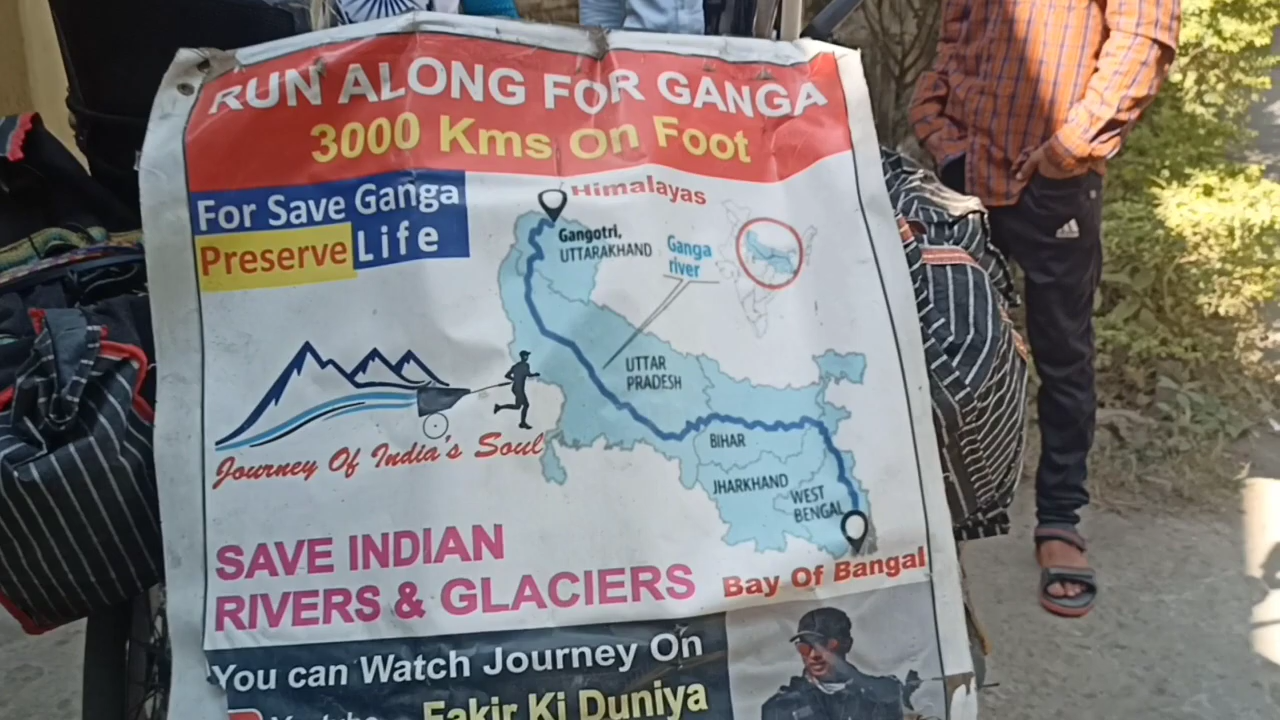 RUN ALONG FOR GANGA
3000 Kms On Foot
For Save Ganga
Preserve Life
Himalayas
Gangotri,
UTTARAKHAND
Ganga
river
UTTAR
PRADESH
BIHAR
JHARKHAND
WEST
BENGAL
Journey Of India's Soul
SAVE INDIAN
RIVERS & GLACIERS
Bay Of Bangal
You can Watch Journey On
Youtube Fakir Ki Duniya
adidas